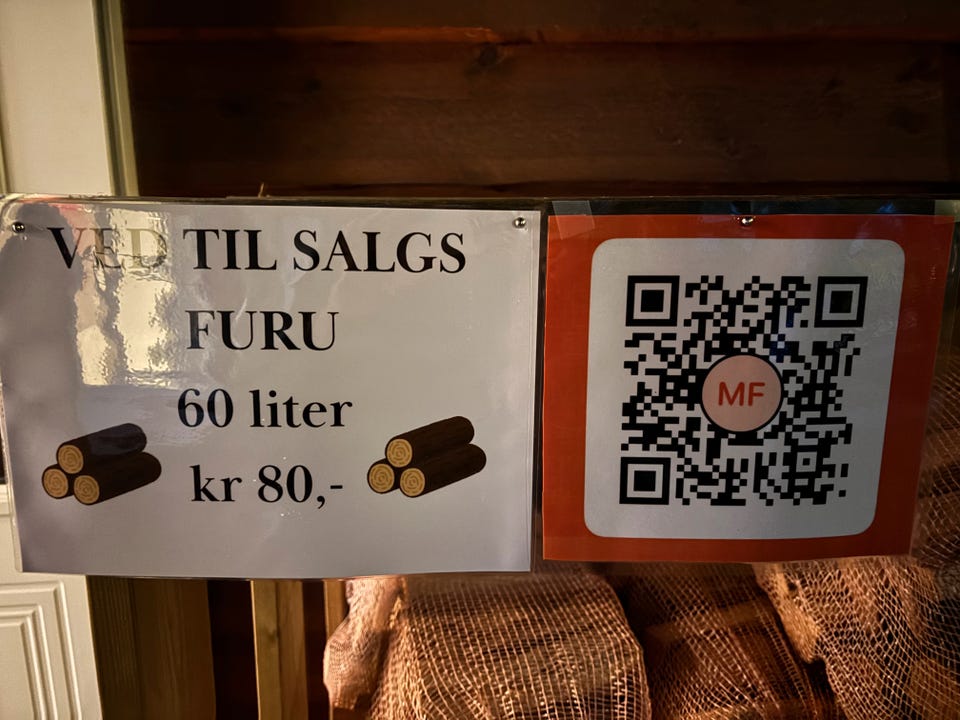 VED TIL SALGS
FURU
60 liter
kr 80,-
MF